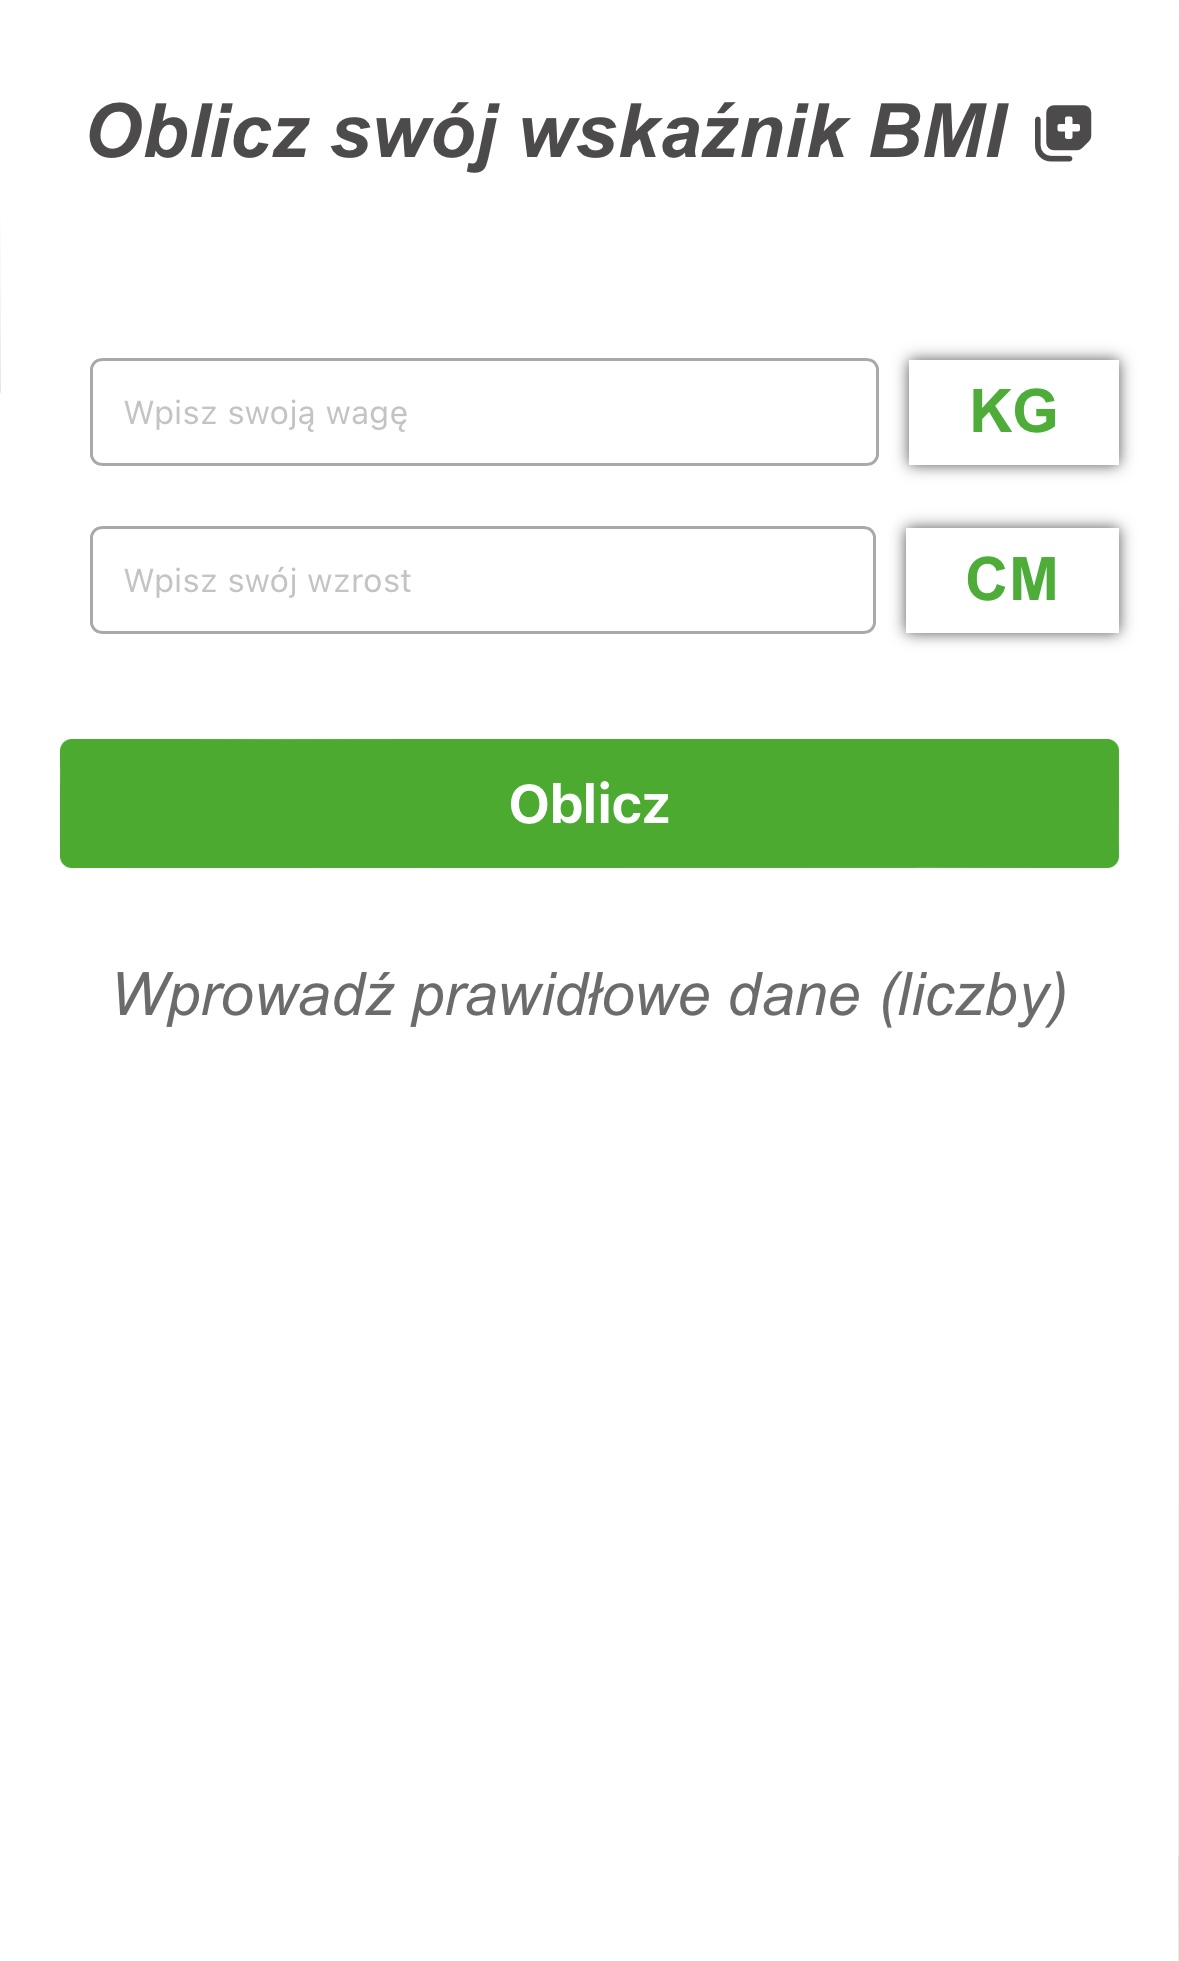 Oblicz swój wskaźnik BMI
Wpisz swoją wagę KG
Wpisz swój wzrost CM
Oblicz
Wprowadź prawidłowe dane (liczby)